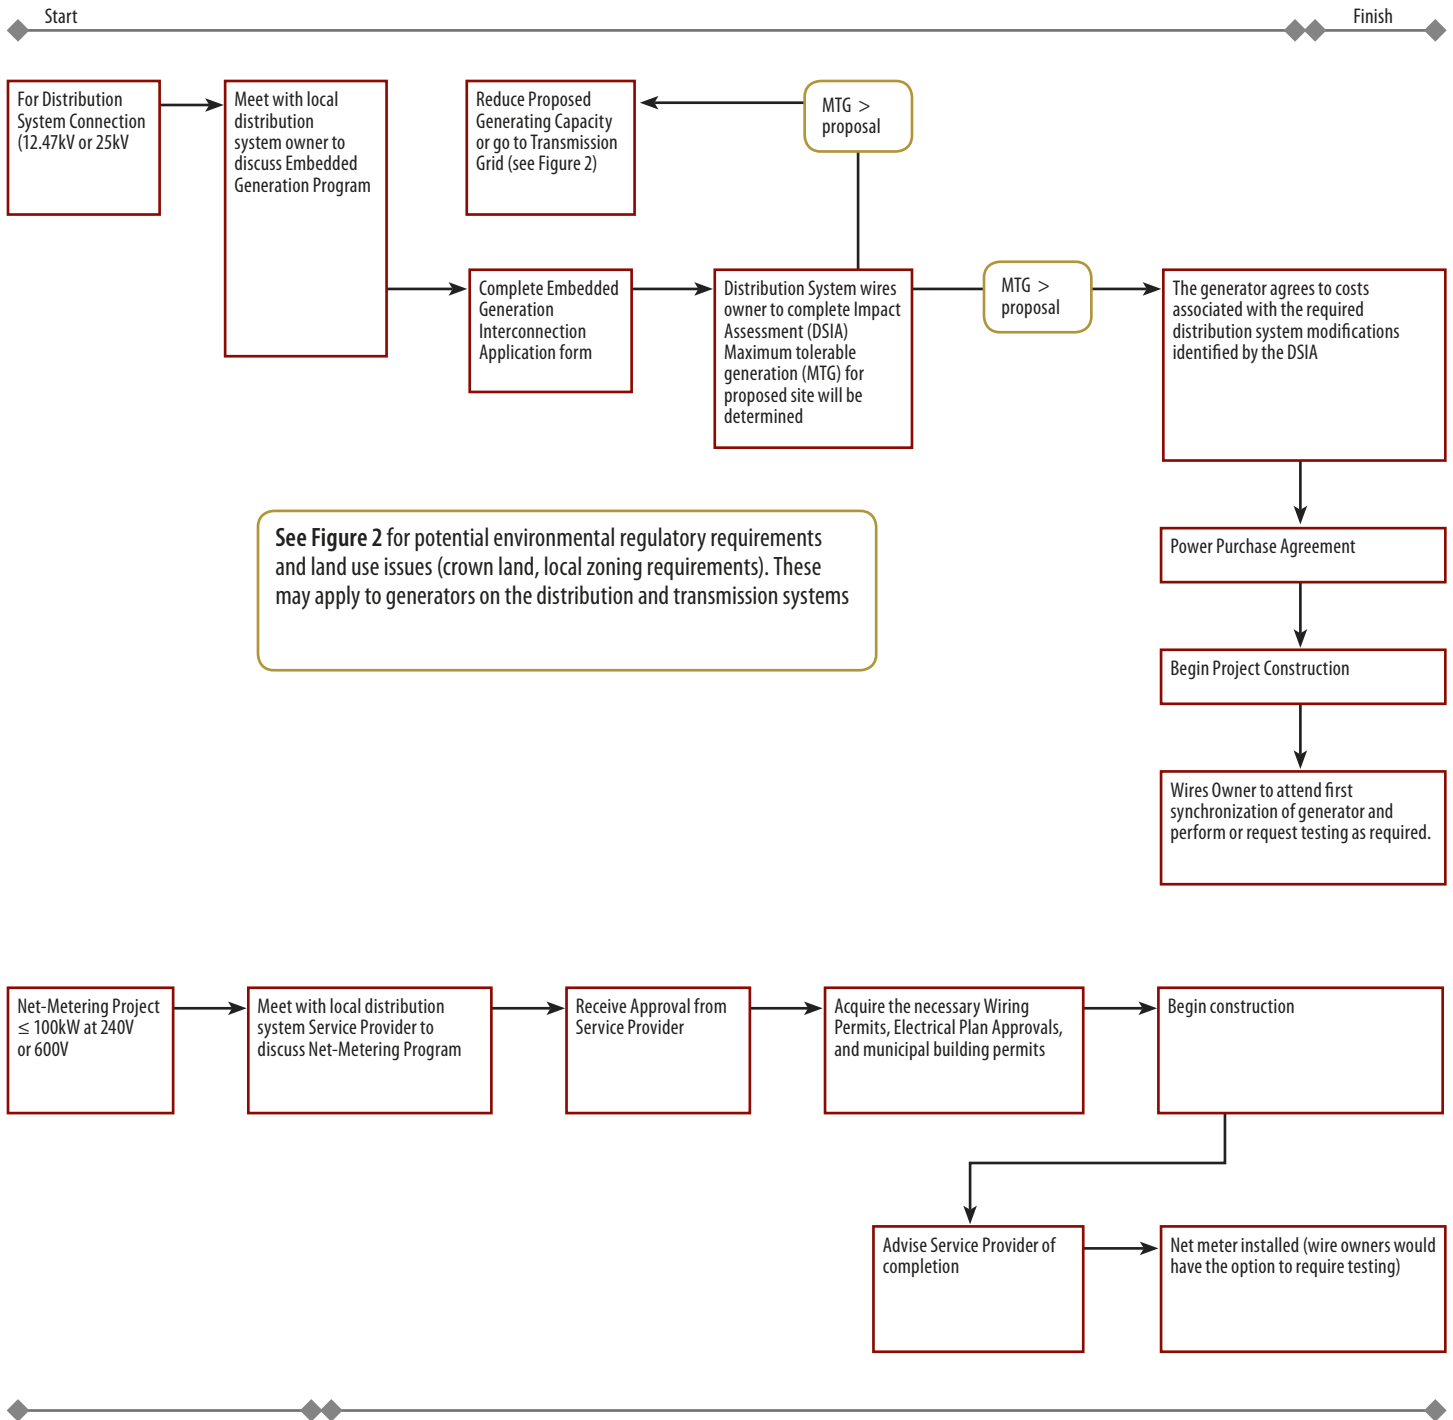 Start
Finish
For Distribution
System Connection
(12.47kV or 25kV
Meet with local
distribution
system owner to
discuss Embedded
Generation Program
Reduce Proposed
Generating Capacity
or go to Transmission
Grid (see Figure 2)
MTG >
proposal
Complete Embedded
Generation
Interconnection
Application form
Distribution System wires
owner to complete Impact
Assessment (DSIA)
Maximum tolerable
generation (MTG) for
proposed site will be
determined
MTG >
proposal
The generator agrees to costs
associated with the required
distribution system modifications
identified by the DSIA
See Figure 2 for potential environmental regulatory requirements
and land use issues (crown land, local zoning requirements). These
may apply to generators on the distribution and transmission systems
Power Purchase Agreement
Begin Project Construction
Wires Owner to attend first
synchronization of generator and
perform or request testing as required.
Net-Metering Project
≤ 100kW at 240V
or 600V
Meet with local distribution
system Service Provider to
discuss Net-Metering Program
Receive Approval from
Service Provider
Acquire the necessary Wiring
Permits, Electrical Plan Approvals,
and municipal building permits
Begin construction
Advise Service Provider of
completion
Net meter installed (wire owners would
have the option to require testing)